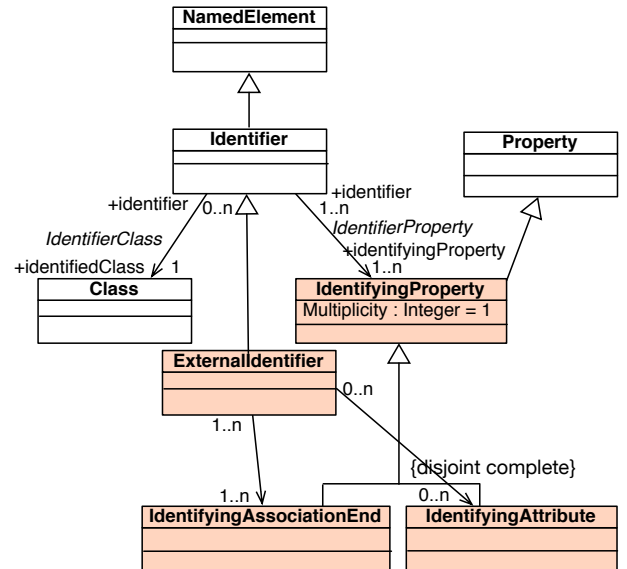 NamedElement
Identifier
Property
+identifier
0..n
+identifier
1..n
IdentifierClass
IdentifierProperty
+identifyingProperty
+identifiedClass
1
1..n
Class
IdentifyingProperty
Multiplicity : Integer = 1
ExternalIdentifier
0..n
1..n
{disjoint complete}
1..n
0..n
IdentifyingAssociationEnd
IdentifyingAttribute